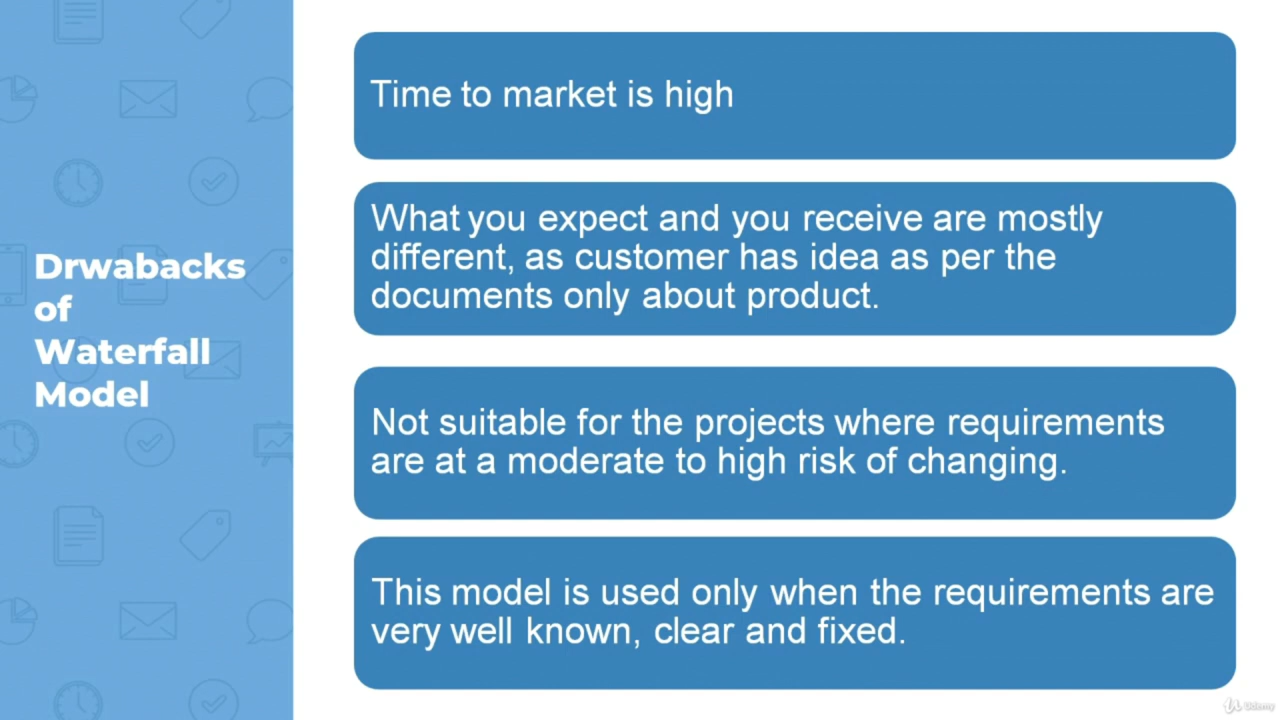 Drwabacks
of
Waterfall
Model
Time to market is high
What you expect and you receive are mostly
different, as customer has idea as per the
documents only about product.
Not suitable for the projects where requirements
are at a moderate to high risk of changing.
This model is used only when the requirements are
very well known, clear and fixed.
Udemy